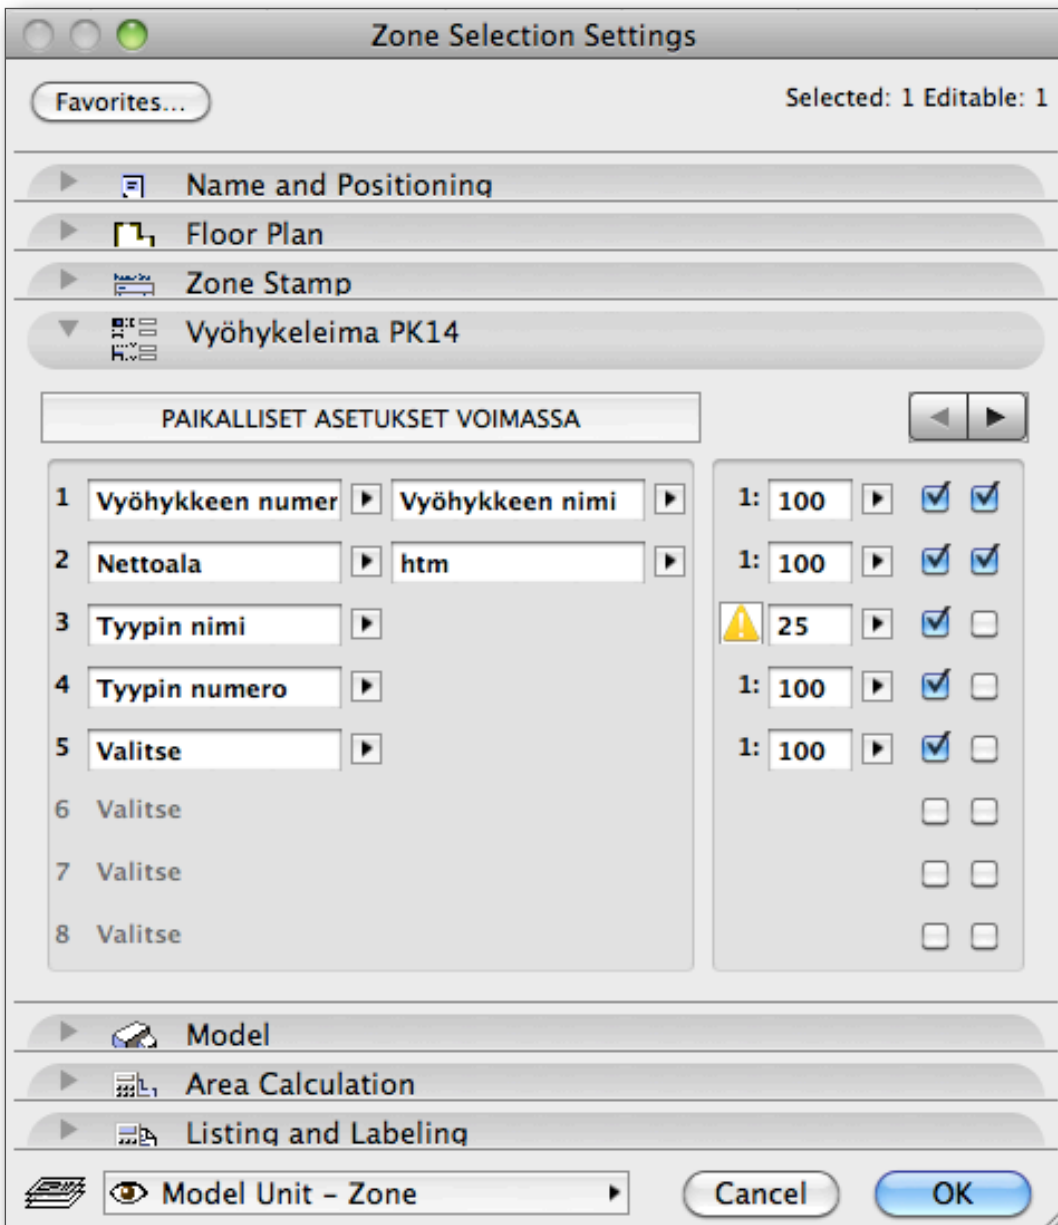 Zone Selection Settings
Favorites... Selected: 1 Editable: 1
Name and Positioning
Floor Plan
Zone Stamp
Vyöhykeleima PK14
PAIKALLISET ASETUKSET VOIMASSA
1 Vyöhykkeen numer Vyöhykkeen nimi 1: 100
2 Nettoala htm 1: 100
3 Tyypin nimi 25
4 Tyypin numero 1: 100
5 Valitse 1: 100
6 Valitse
7 Valitse
8 Valitse
Model
Area Calculation
Listing and Labeling
Model Unit - Zone Cancel OK